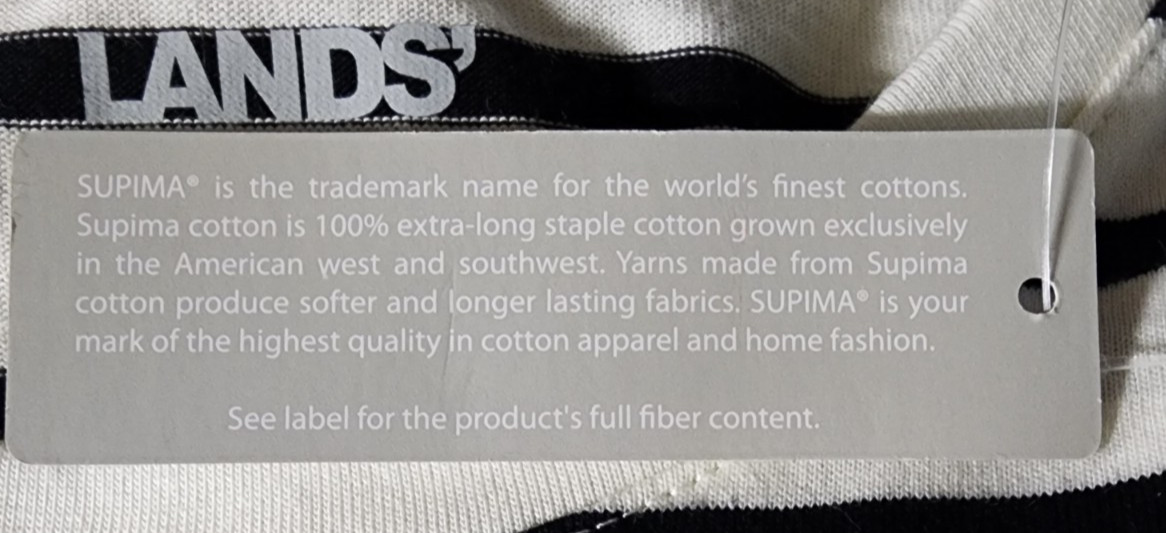 LANDS'
SUPIMA® is the trademark name for the world's finest cottons.
Supima cotton is 100% extra-long staple cotton grown exclusively
in the American west and southwest. Yarns made from Supima
cotton produce softer and longer lasting fabrics. SUPIMA® is your
mark of the highest quality in cotton apparel and home fashion.
See label for the product's full fiber content.